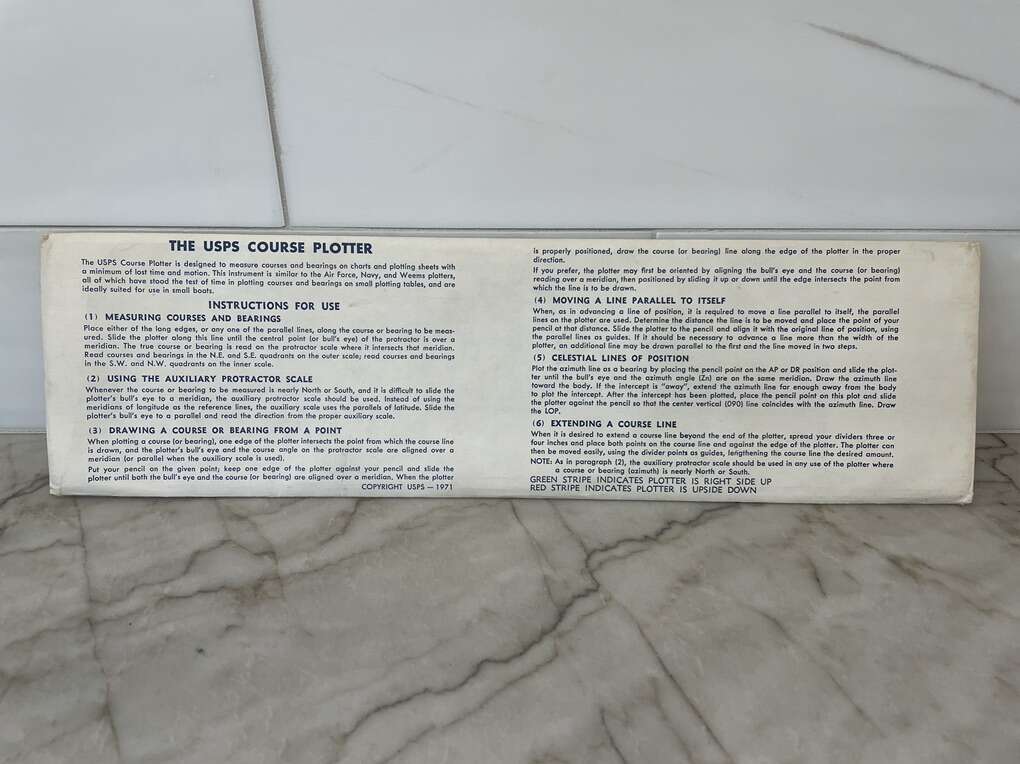 THE USPS COURSE PLOTTER
The USPS Course Plotter is designed to measure courses and bearings on charts and plotting sheets with
a minimum of lost time and motion. This instrument is similar to the Air Force, Navy, and Weems plotters,
all of which have stood the test of time in plotting courses and bearings on small plotting tables, and are
ideally suited for use in small boats.
INSTRUCTIONS FOR USE
(1) MEASURING COURSES AND BEARINGS
Place either of the long edges, or any one of the parallel lines, along the course or bearing to be meas-
ured. Slide the plotter along this line until the central point (or bull's eye) of the protractor is over a
meridian. The true course or bearing is read on the protractor scale where it intersects that meridian.
Read courses and bearings in the N.E. and S.E. quadrants on the outer scale; read courses and bearings
in the S.W. and N.W. quadrants on the inner scale.
(2) USING THE AUXILIARY PROTRACTOR SCALE
Whenever the course or bearing to be measured is nearly North or South, and it is difficult to slide the
plotter's bull's eye to a meridian, the auxiliary protractor scale should be used. Instead of using the
meridians of longitude as the reference lines, the auxiliary scale uses the parallels of latitude. Slide the
plotter's bull's eye to a parallel and read the direction from the proper auxiliary scale.
(3) DRAWING A COURSE OR BEARING FROM A POINT
When plotting a course (or bearing), one edge of the plotter intersects the point from which the course line
is drawn, and the plotter's bull's eye and the course angle on the protractor scale are aligned over a
meridian (or parallel when the auxiliary scale is used).
Put your pencil on the given point; keep one edge of the plotter against your pencil and slide the
plotter until both the bull's eye and the course (or bearing) are aligned over a meridian. When the plotter
COPYRIGHT USPS — 1971
is properly positioned, draw the course (or bearing) line along the edge of the plotter in the proper
direction.
If you prefer, the plotter may first be oriented by aligning the bull's eye and the course (or bearing)
reading over a meridian, then positioned by sliding it up or down until the edge intersects the point from
which the line is to be drawn.
(4) MOVING A LINE PARALLEL TO ITSELF
When, as in advancing a line of position, it is required to move a line parallel to itself, the parallel
lines on the plotter are used. Determine the distance the line is to be moved and place the point of your
pencil at that distance. Slide the plotter to the pencil and align it with the original line of position, using
the parallel lines as guides. If it should be necessary to advance a line more than the width of the
plotter, an additional line may be drawn parallel to the first and the line moved in two steps.
(5) CELESTIAL LINES OF POSITION
Plot the azimuth line as a bearing by placing the pencil point on the AP or DR position and slide the plot-
ter until the bull's eye and the azimuth angle (Zn) are on the same meridian. Draw the azimuth line
toward the body. If the intercept is "away", extend the azimuth line far enough away from the body
to plot the intercept. After the intercept has been plotted, place the pencil point on this plot and slide
the plotter against the pencil so that the center vertical (090) line coincides with the azimuth line. Draw
the LOP.
(6) EXTENDING A COURSE LINE
When it is desired to extend a course line beyond the end of the plotter, spread your dividers three or
four inches and place both points on the course line and against the edge of the plotter. The plotter can
then be moved easily, using the divider points as guides, lengthening the course line the desired amount.
NOTE: As in paragraph (2), the auxiliary protractor scale should be used in any use of the plotter where
a course or bearing (azimuth) is nearly North or South.
GREEN STRIPE INDICATES PLOTTER IS RIGHT SIDE UP
RED STRIPE INDICATES PLOTTER IS UPSIDE DOWN